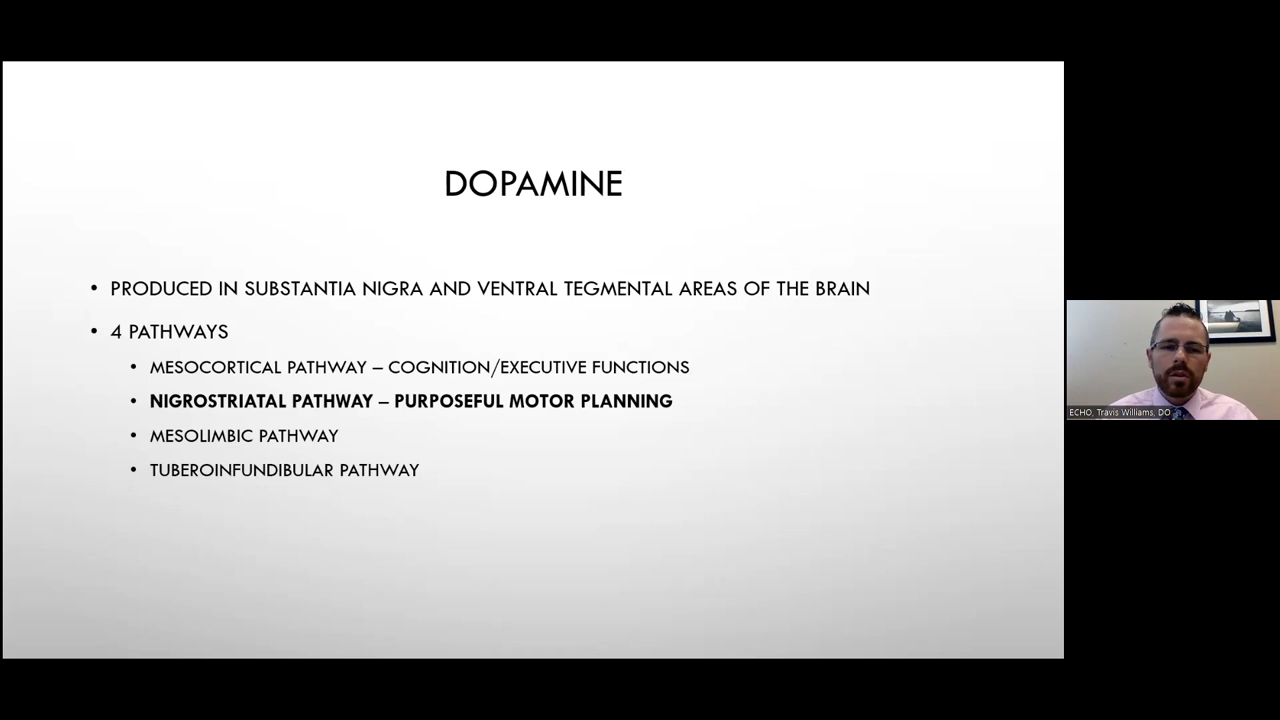 DOPAMINE
• PRODUCED IN SUBSTANTIA NIGRA AND VENTRAL TEGMENTAL AREAS OF THE BRAIN
• 4 PATHWAYS
• MESOCORTICAL PATHWAY – COGNITION/EXECUTIVE FUNCTIONS
• NIGROSTRIATAL PATHWAY – PURPOSEFUL MOTOR PLANNING
• MESOLIMBIC PATHWAY
• TUBEROINFUNDIBULAR PATHWAY
ECHO, Travis Williams, DO